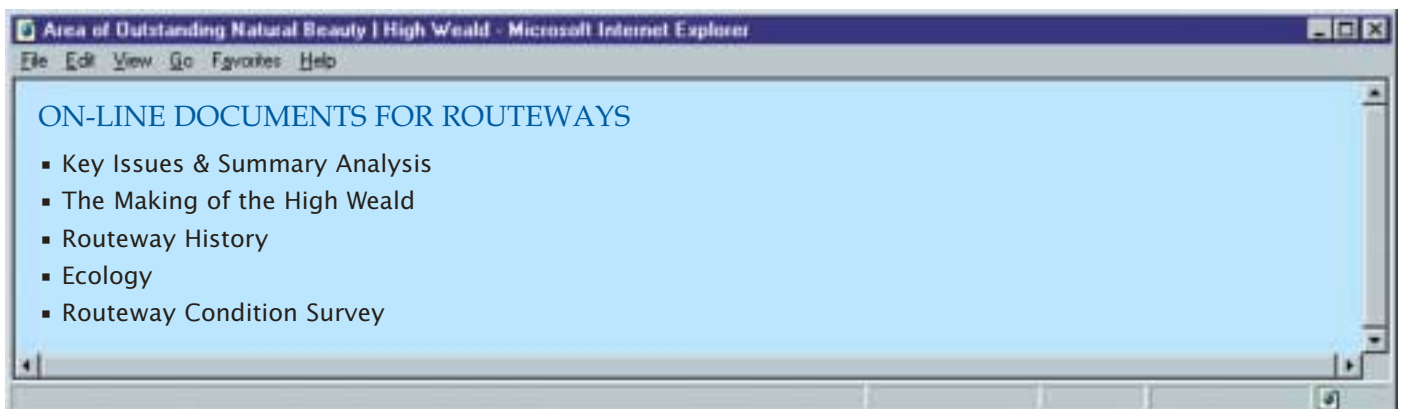 Area of Outstanding Natural Beauty | High Weald - Microsoft Internet Explorer
File Edit View Go Favorites Help
ON-LINE DOCUMENTS FOR ROUTEWAYS
▪ Key Issues & Summary Analysis
▪ The Making of the High Weald
▪ Routeway History
▪ Ecology
▪ Routeway Condition Survey